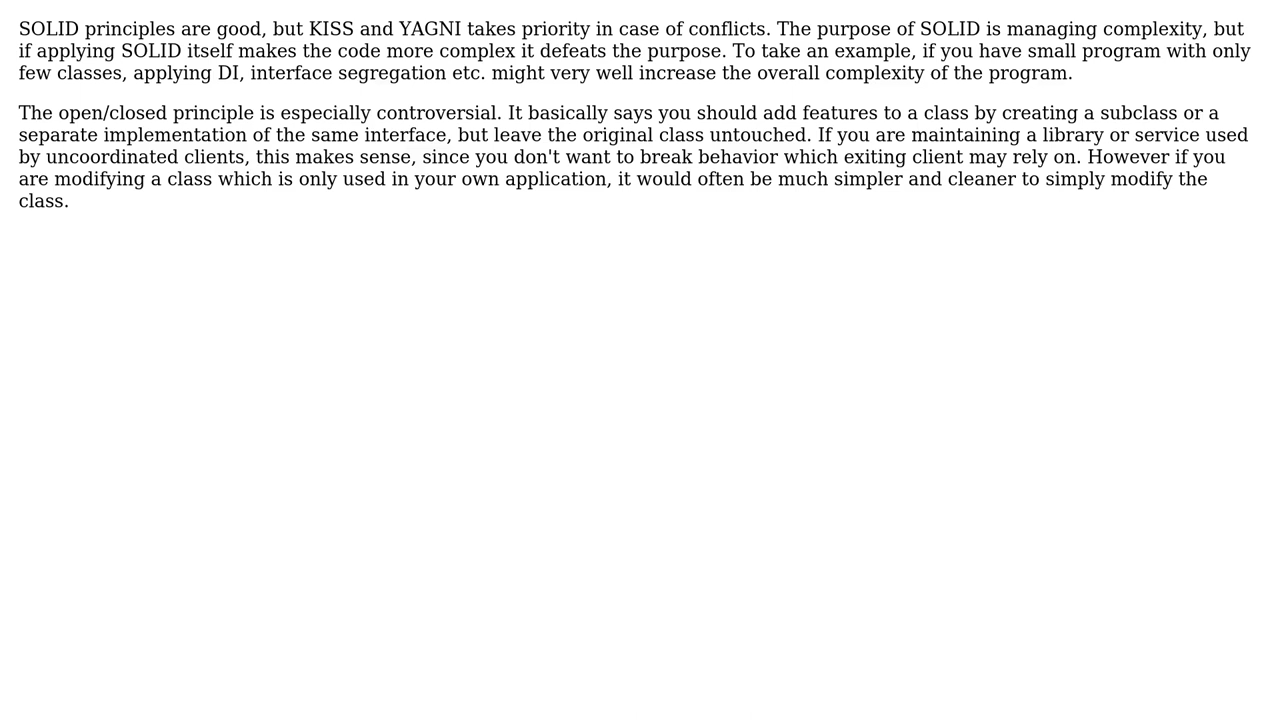 SOLID principles are good, but KISS and YAGNI takes priority in case of conflicts. The purpose of SOLID is managing complexity, but
if applying SOLID itself makes the code more complex it defeats the purpose. To take an example, if you have small program with only
few classes, applying DI, interface segregation etc. might very well increase the overall complexity of the program.
The open/closed principle is especially controversial. It basically says you should add features to a class by creating a subclass or a
separate implementation of the same interface, but leave the original class untouched. If you are maintaining a library or service used
by uncoordinated clients, this makes sense, since you don't want to break behavior which exiting client may rely on. However if you
are modifying a class which is only used in your own application, it would often be much simpler and cleaner to simply modify the
class.